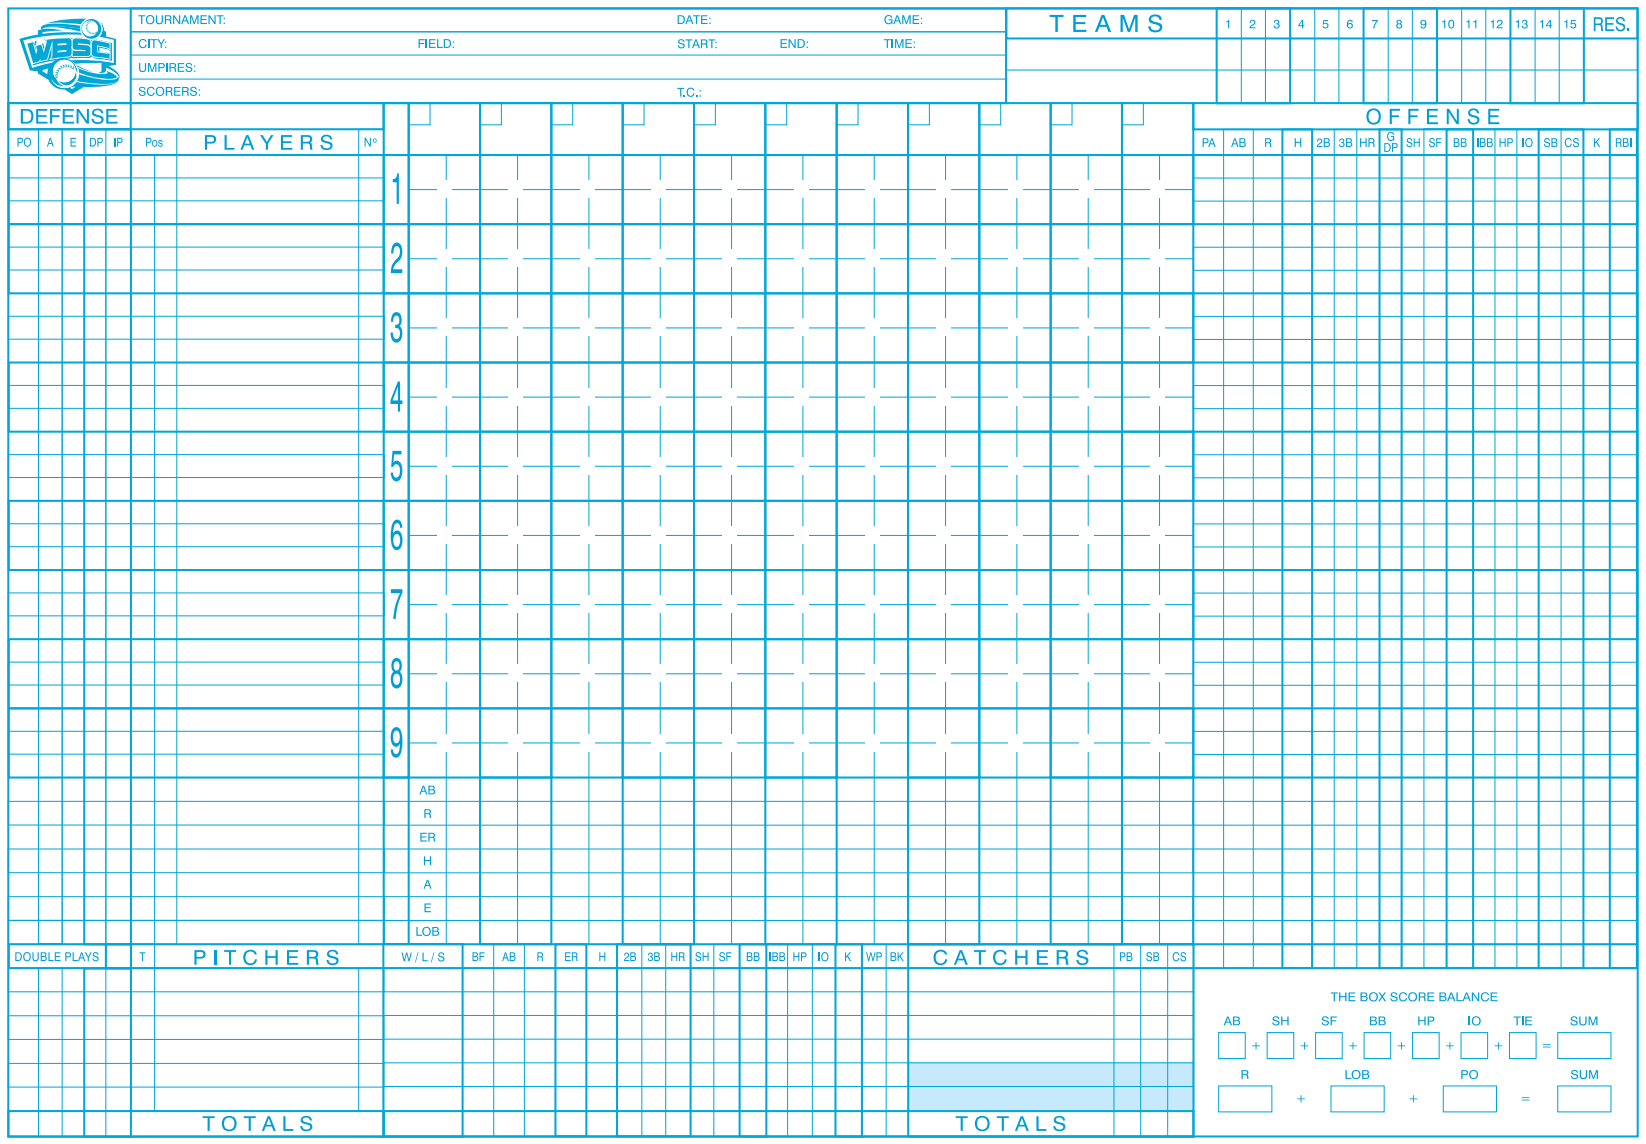 WBSC
TOURNAMENT: DATE: GAME:
CITY: FIELD: START: END: TIME:
UMPIRES:
SCORERS: T.C.:
TEAMS 1 2 3 4 5 6 7 8 9 10 11 12 13 14 15 RES.
DEFENSE
OFFENSE
PO A E DP IP Pos PLAYERS Nº
PA AB R H 2B 3B HR G DP SH SF BB IBB HP IO SB CS K RBI
1
2
3
4
5
6
7
8
9
AB
R
ER
H
A
E
LOB
DOUBLE PLAYS T PITCHERS W / L / S BF AB R ER H 2B 3B HR SH SF BB IBB HP IO K WP BK CATCHERS PB SB CS
THE BOX SCORE BALANCE
AB SH SF BB HP IO TIE SUM
+ + + + + + =
R LOB PO SUM
+ + =
TOTALS TOTALS